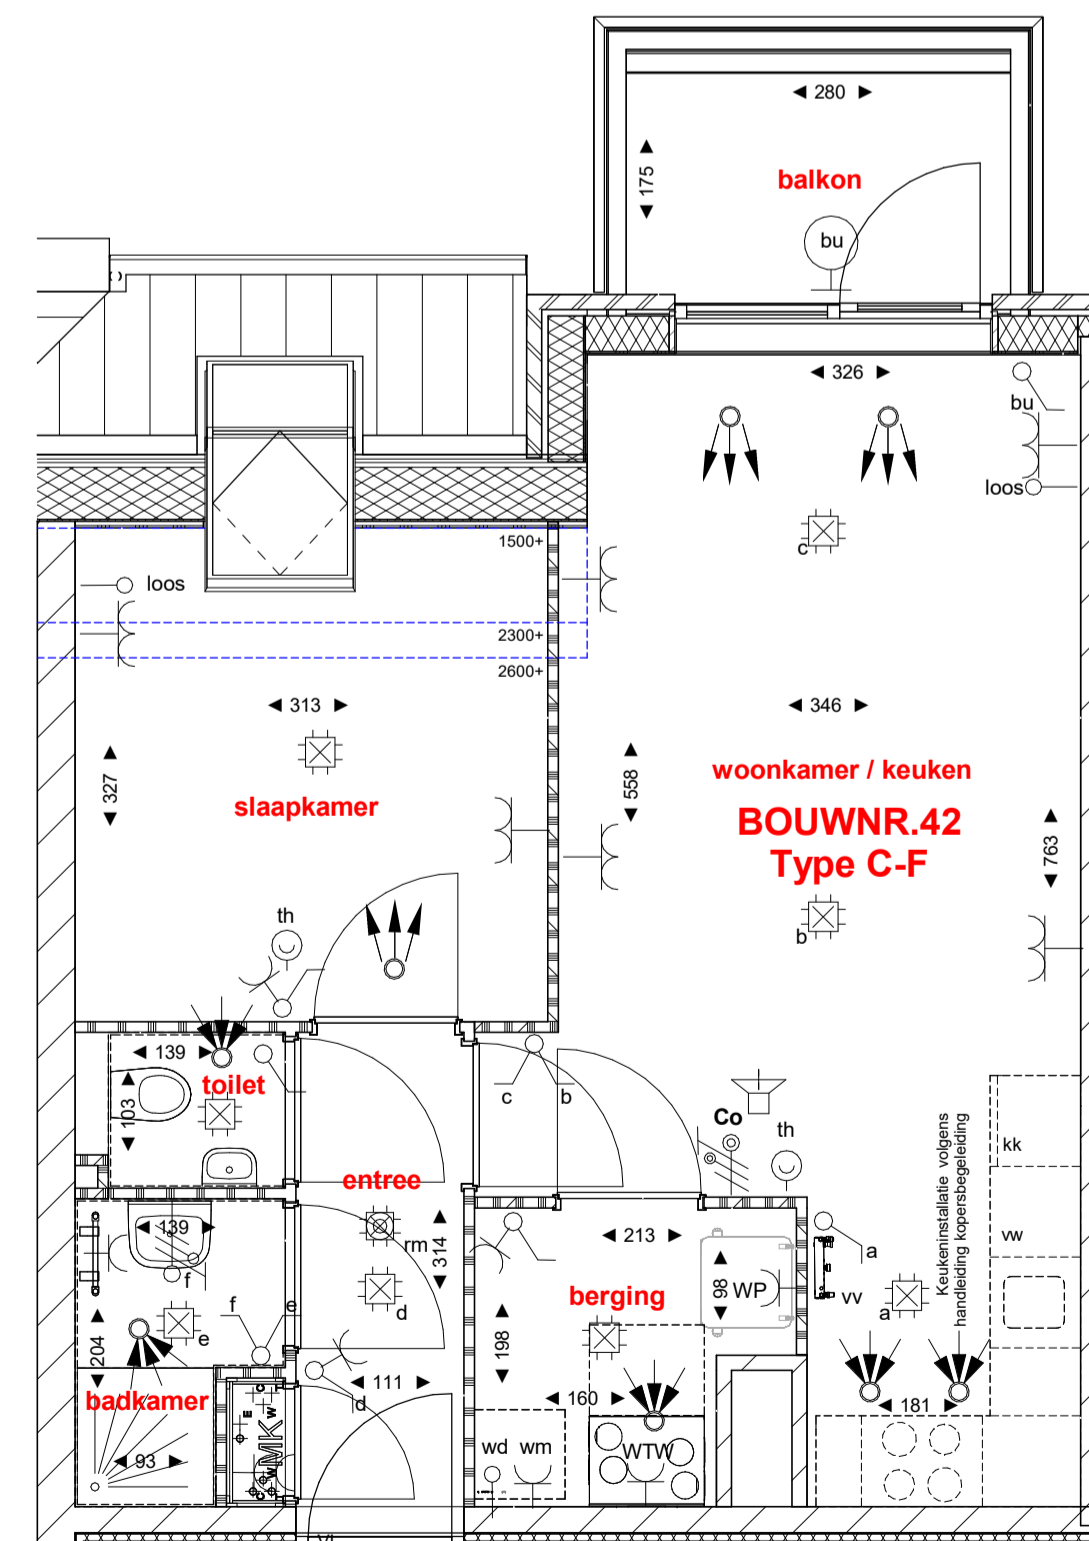 280
175
balkon
bu
326
bu
loos
c
1500+
loos
2300+
2600+
313
346
327
558
woonkamer / keuken
slaapkamer
BOUWNR.42
Type C-F
763
b
th
139
toilet
103
c
b
Co
th
kk
Keukeninstallatie volgens
handleiding kopersbegeleiding
entree
139
rm
314
213
a
vw
f
98
WP
vv
a
berging
d
f
e
e
204
198
111
d
160
181
badkamer
E
C
W
MK
93
wd
wm
WTW
C
W